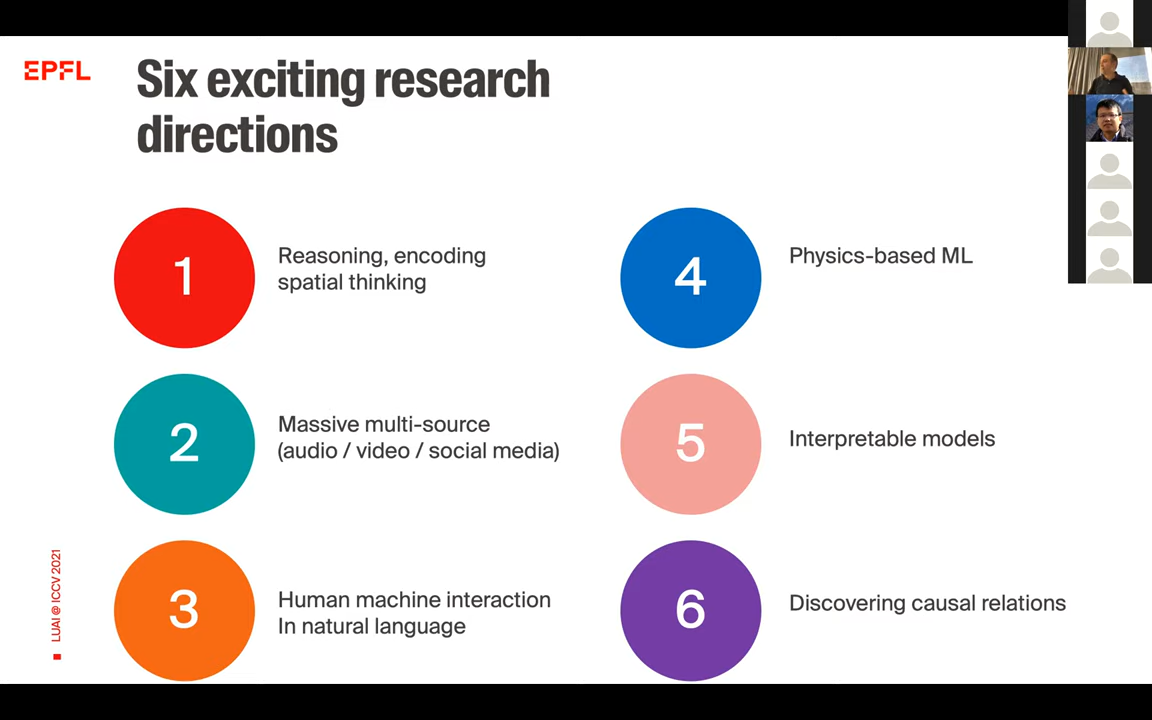 EPFL
Six exciting research
directions
1
Reasoning, encoding
spatial thinking
2
Massive multi-source
(audio / video / social media)
3
Human machine interaction
In natural language
4
Physics-based ML
5
Interpretable models
6
Discovering causal relations
LUAI @ ICCV 2021